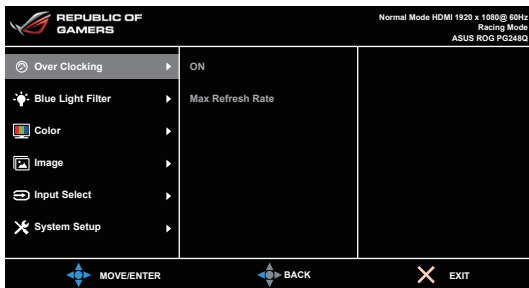 REPUBLIC OF
GAMERS
Normal Mode HDMI 1920 x 1080@ 60Hz
Racing Mode
ASUS ROG PG248Q
Over Clocking
ON
Blue Light Filter
Max Refresh Rate
Color
Image
Input Select
System Setup
MOVE/ENTER
BACK
EXIT